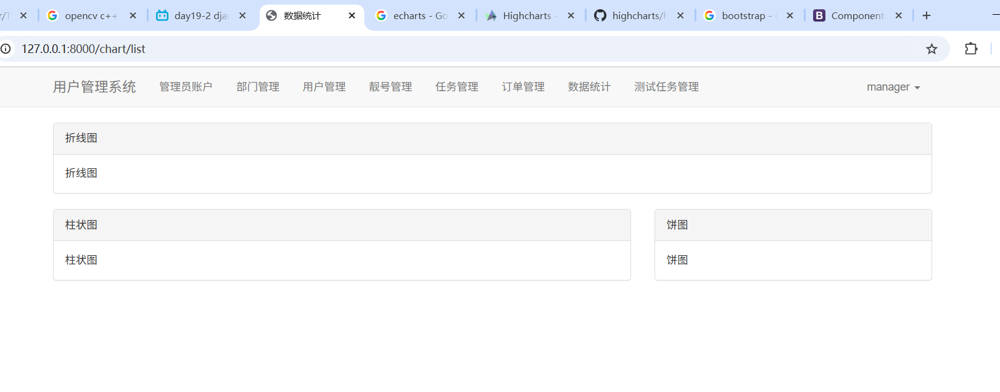 r/T opencv c++ day19-2 djan 数据统计 echarts - Go Highcharts - highcharts/h bootstrap - Component
127.0.0.1:8000/chart/list
用户管理系统 管理员账户 部门管理 用户管理 靓号管理 任务管理 订单管理 数据统计 测试任务管理 manager
折线图
折线图
柱状图 饼图
柱状图 饼图